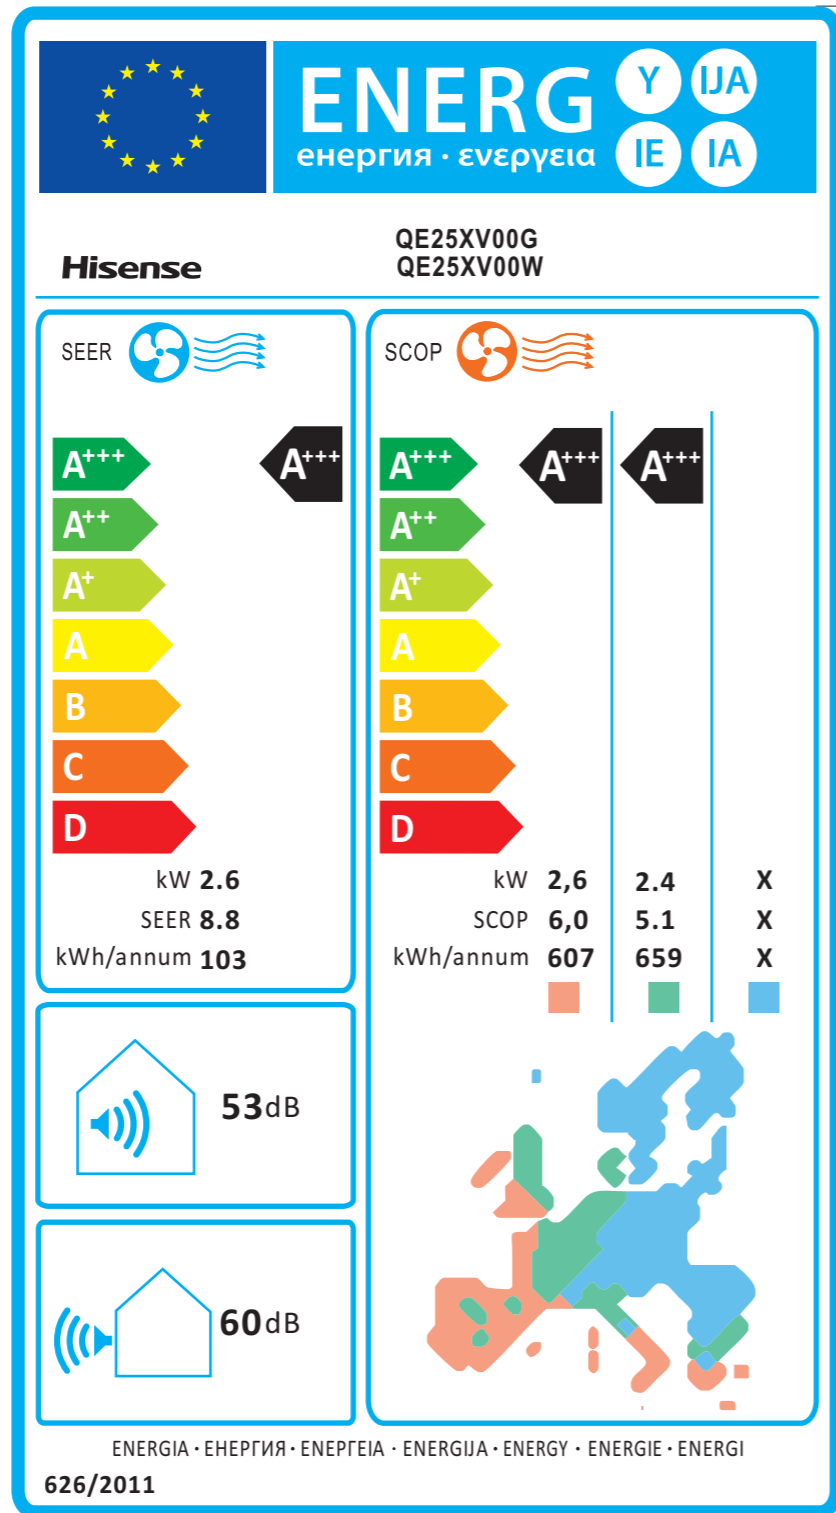 ENERG
енергия · ενεργεια
Y IJA
IE IA
Hisense
QE25XV00G
QE25XV00W
SEER
A+++
A+++
A++
A+
A
B
C
D
kW 2.6
SEER 8.8
kWh/annum 103
SCOP
A+++
A+++ A+++
A++
A+
A
B
C
D
kW 2,6 2.4 X
SCOP 6,0 5.1 X
kWh/annum 607 659 X
53dB
60dB
ENERGIA · ЕНЕРГИЯ · ΕΝΕΡΓΕΙΑ · ENERGIJA · ENERGY · ENERGIE · ENERGI
626/2011